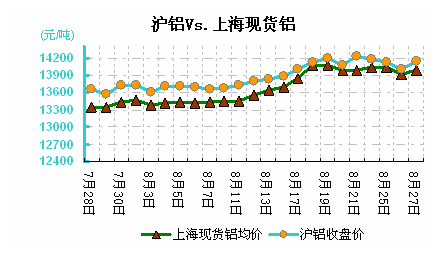 沪铝Vs.上海现货铝
(元/吨)
14200
13900
13600
13300
13000
12700
12400
7月28日
7月30日
8月3日
8月5日
8月7日
8月11日
8月13日
8月17日
8月19日
8月21日
8月25日
8月27日
上海现货铝均价
沪铝收盘价